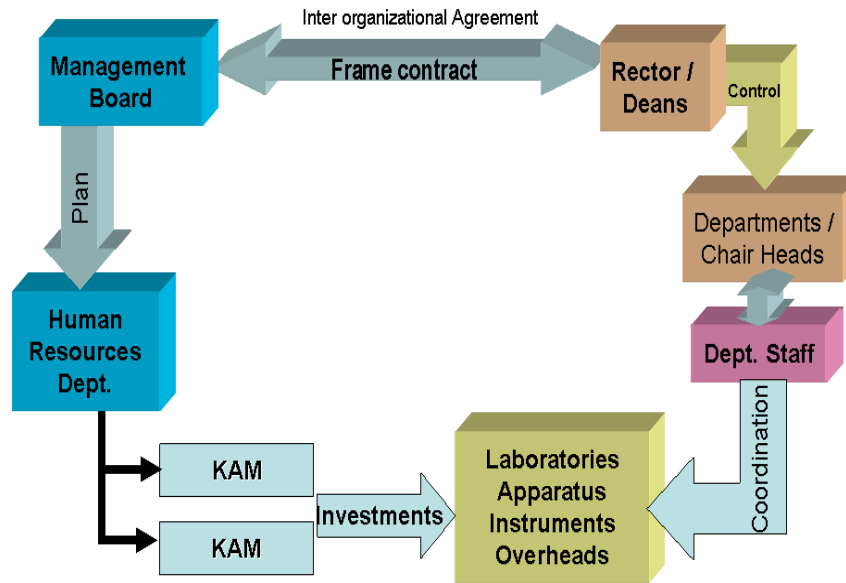 Inter organizational Agreement
Management
Board
Frame contract
Rector /
Deans
Control
Plan
Departments /
Chair Heads
Human
Resources
Dept.
Dept. Staff
Coordination
KAM
KAM
Investments
Laboratories
Apparatus
Instruments
Overheads